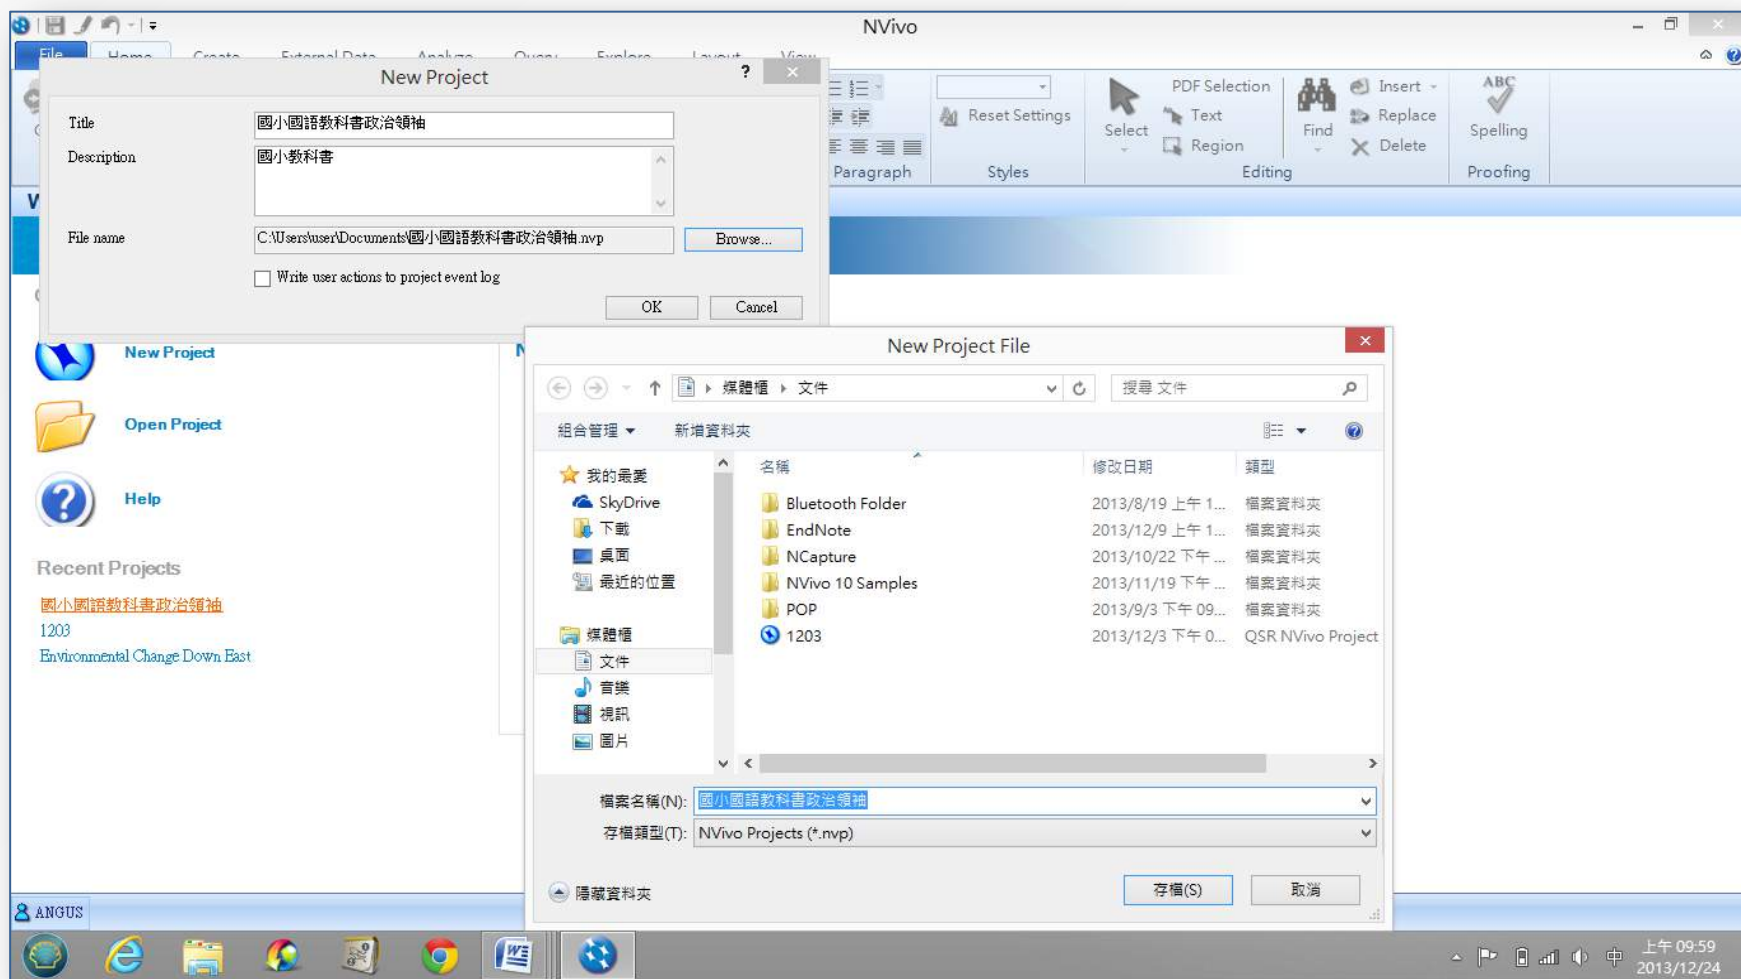 NVivo
File Home Create External Data Analyze Query Explore Layout View
New Project
?
Title
國小國語教科書政治領袖
Description
國小教科書
File name
C:\Users\user\Documents\國小國語教科書政治領袖.nvp
Browse...
Write user actions to project event log
OK
Cancel
Paragraph
Reset Settings
Styles
Select
PDF Selection
Text
Region
Find
Insert
Replace
Delete
Editing
ABC
Spelling
Proofing
New Project
Open Project
Help
Recent Projects
國小國語教科書政治領袖
1203
Environmental Change Down East
New Project File
媒體櫃
文件
搜尋 文件
組合管理
新增資料夾
我的最愛
SkyDrive
下載
桌面
最近的位置
媒體櫃
文件
音樂
視訊
圖片
名稱 修改日期 類型
Bluetooth Folder 2013/8/19 上午 1... 檔案資料夾
EndNote 2013/12/9 上午 1... 檔案資料夾
NCapture 2013/10/22 下午 ... 檔案資料夾
NVivo 10 Samples 2013/11/19 下午 ... 檔案資料夾
POP 2013/9/3 下午 09... 檔案資料夾
1203 2013/12/3 下午 0... QSR NVivo Project
檔案名稱(N): 國小國語教科書政治領袖
存檔類型(T): NVivo Projects (*.nvp)
隱藏資料夾
存檔(S)
取消
ANGUS
中
上午 09:59
2013/12/24